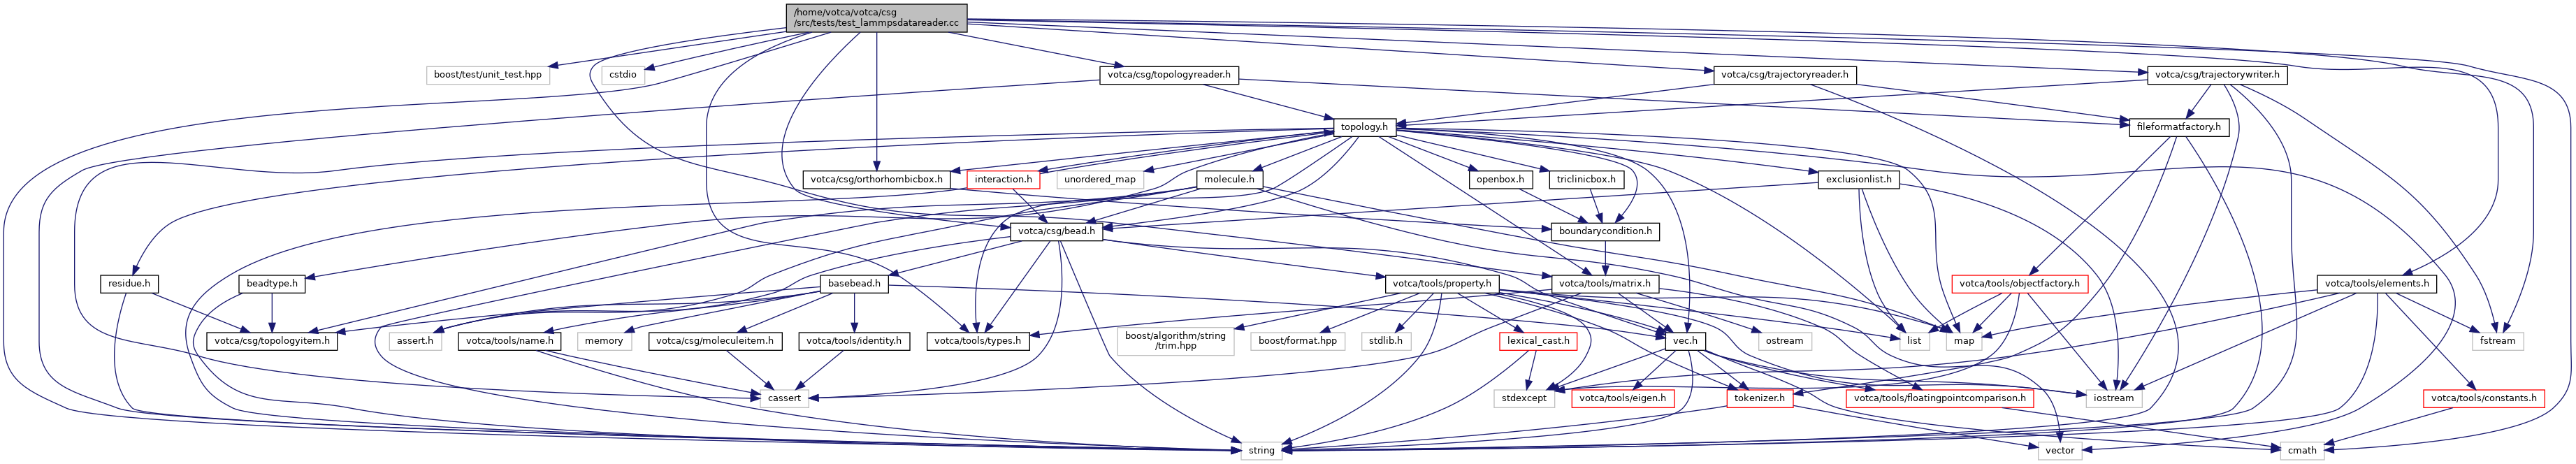 /home/votca/votca/csg
/src/tests/test_lammpsdatareader.cc
boost/test/unit_test.hpp
cstdio
votca/csg/topologyreader.h
votca/csg/trajectoryreader.h
votca/csg/trajectorywriter.h
topology.h
fileformatfactory.h
votca/csg/orthorhombicbox.h
interaction.h
unordered_map
molecule.h
openbox.h
triclinicbox.h
exclusionlist.h
votca/csg/bead.h
boundarycondition.h
residue.h
beadtype.h
basebead.h
votca/tools/property.h
votca/tools/matrix.h
votca/tools/objectfactory.h
votca/tools/elements.h
votca/csg/topologyitem.h
assert.h
votca/tools/name.h
memory
votca/csg/moleculeitem.h
votca/tools/identity.h
votca/tools/types.h
boost/algorithm/string
/trim.hpp
boost/format.hpp
stdlib.h
lexical_cast.h
vec.h
ostream
list
map
fstream
cassert
stdexcept
votca/tools/eigen.h
tokenizer.h
votca/tools/floatingpointcomparison.h
iostream
votca/tools/constants.h
string
vector
cmath